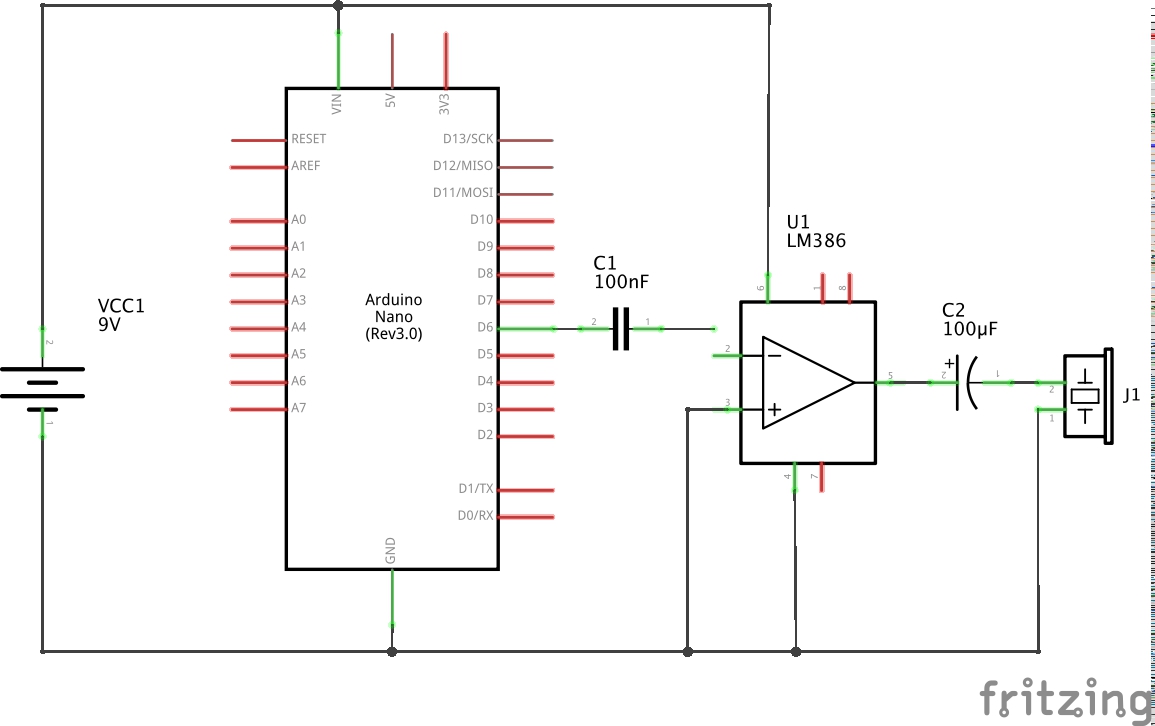 VIN
5V
3V3
RESET
D13/SCK
AREF
D12/MISO
D11/MOSI
A0
D10
A1
D9
A2
D8
A3
D7
A4
D6
A5
D5
A6
D4
A7
D3
D2
D1/TX
D0/RX
GND
Arduino
Nano
(Rev3.0)
VCC1
9V
2
1
C1
100nF
2
1
U1
LM386
6
1
8
2
3
5
4
7
C2
100µF
+
2
1
J1
2
1
fritzing